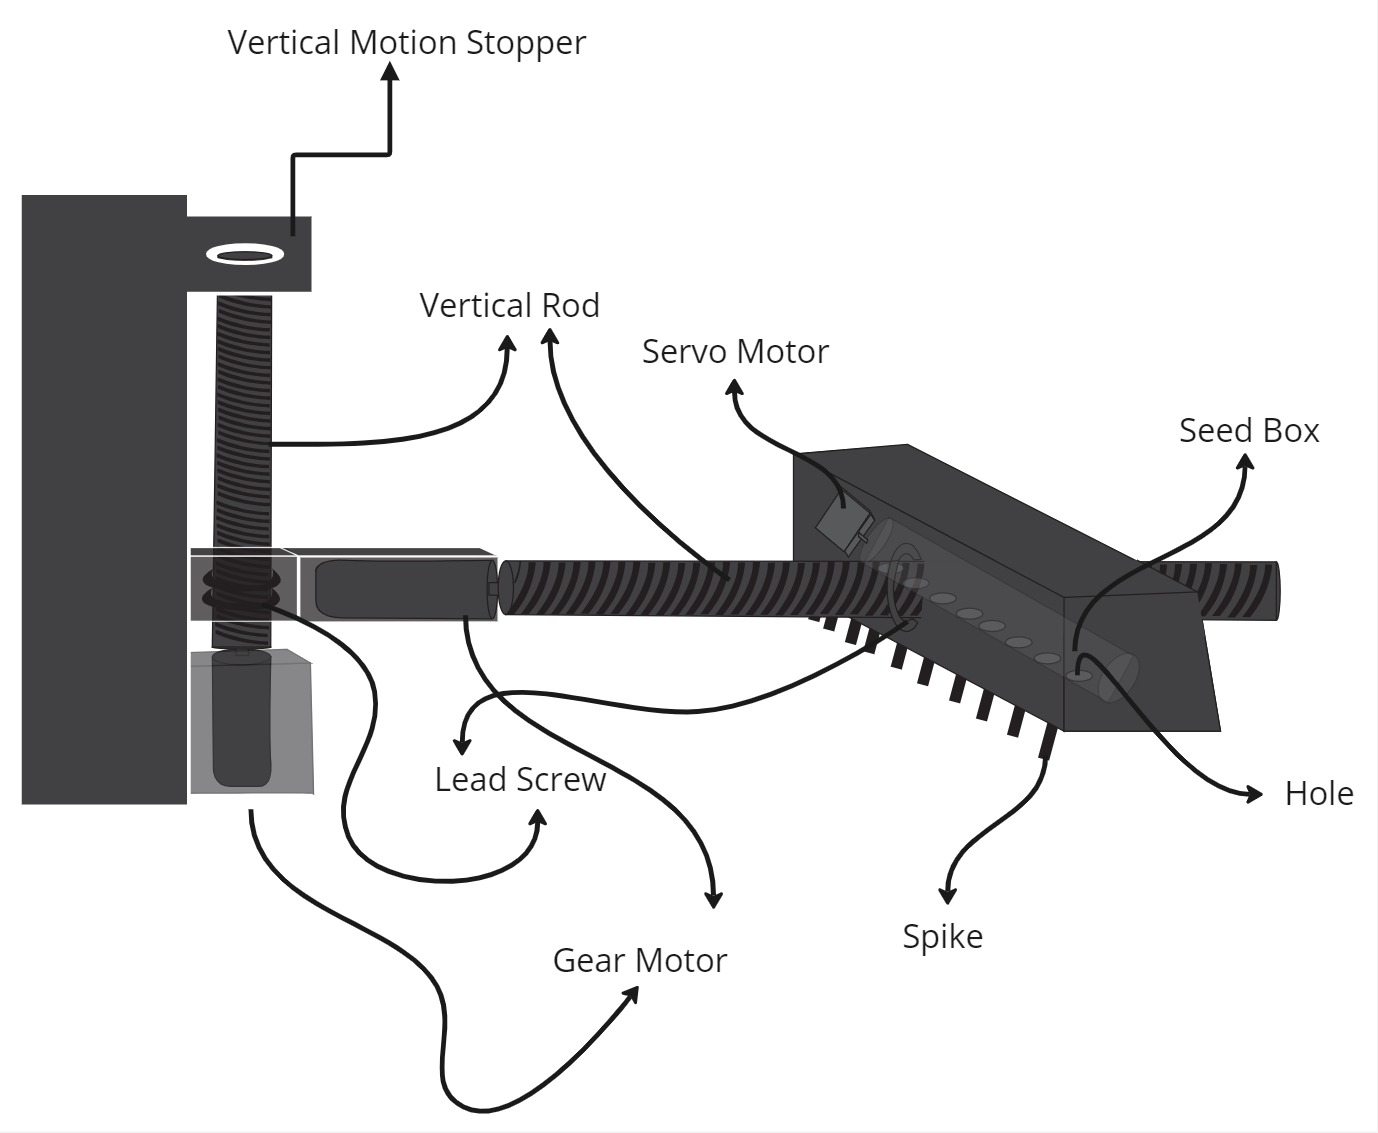 Vertical Motion Stopper
Vertical Rod
Servo Motor
Seed Box
Lead Screw
Hole
Spike
Gear Motor